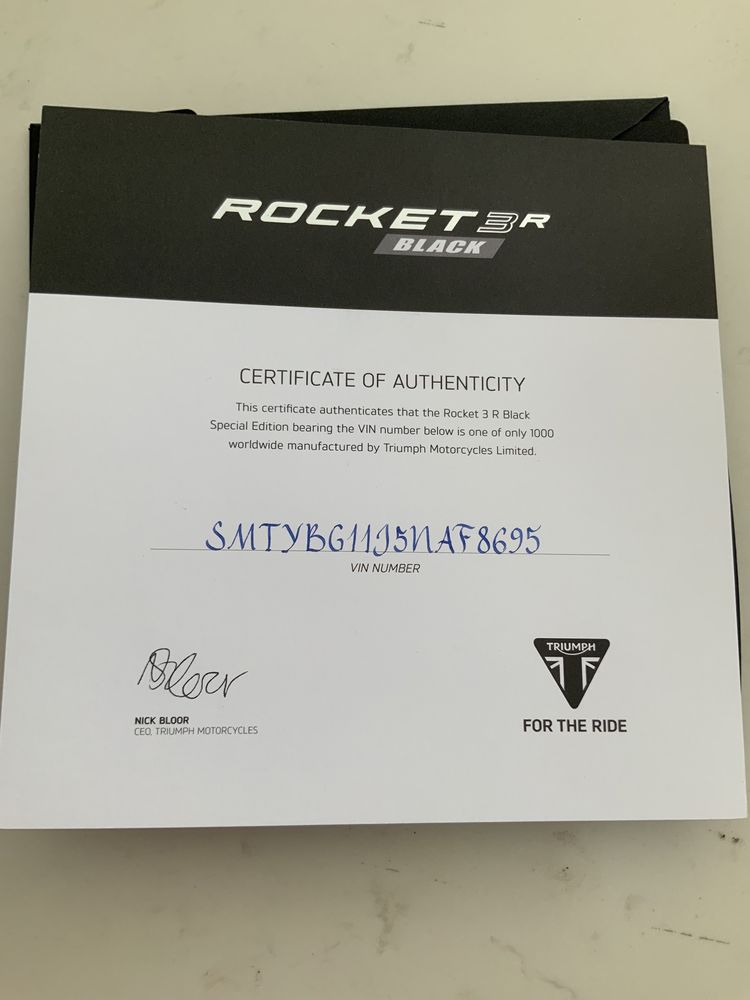 ROCKET 3 R
BLACK
CERTIFICATE OF AUTHENTICITY
This certificate authenticates that the Rocket 3 R Black
Special Edition bearing the VIN number below is one of only 1000
worldwide manufactured by Triumph Motorcycles Limited.
SMTYBG11J5NAF8695
VIN NUMBER
NICK BLOOR
CEO, TRIUMPH MOTORCYCLES
TRIUMPH
FOR THE RIDE